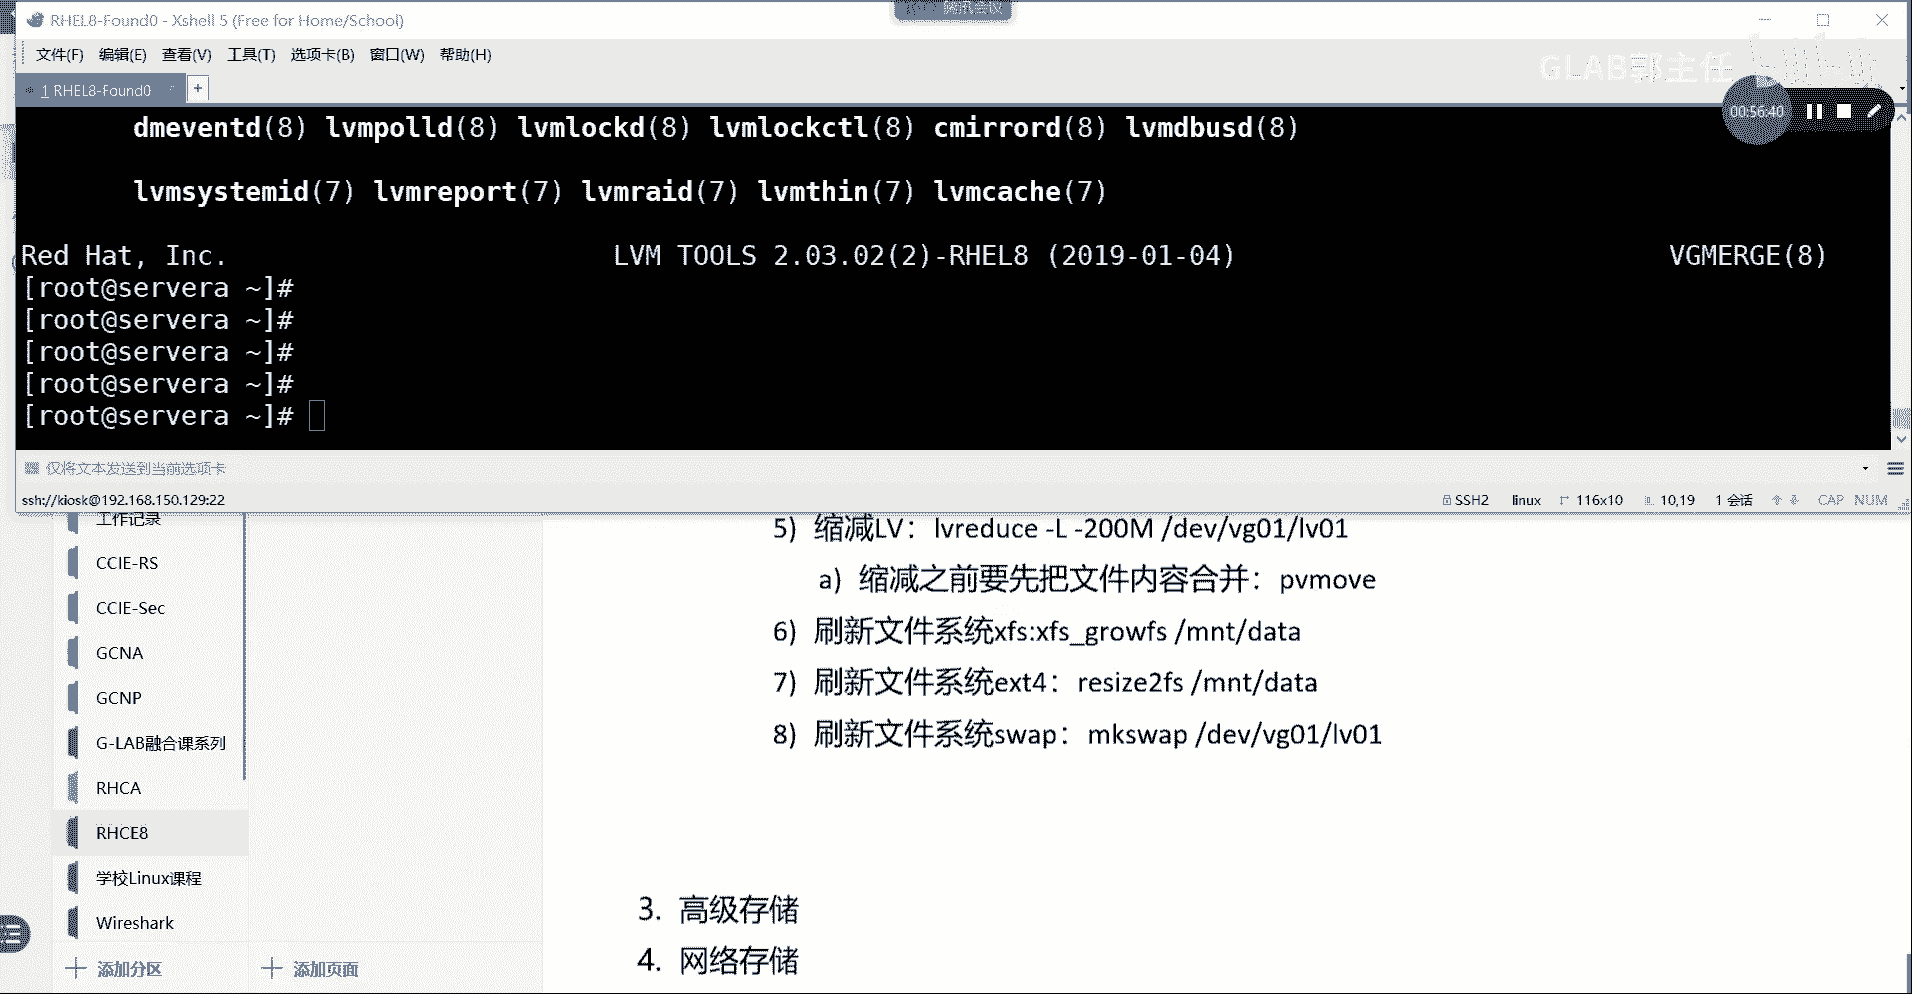 RHEL8-Found0 - Xshell 5 (Free for Home/School)
腾讯会议
文件(F) 编辑(E) 查看(V) 工具(T) 选项卡(B) 窗口(W) 帮助(H)
GLAB郭主任
1 RHEL8-Found0
+
00:56:40
dmeventd(8) lvmpolld(8) lvmlockd(8) lvmlockctl(8) cmirrord(8) lvmdbusd(8)
lvmsystemid(7) lvmreport(7) lvmraid(7) lvmthin(7) lvmcache(7)
Red Hat, Inc. LVM TOOLS 2.03.02(2)-RHEL8 (2019-01-04) VGMERGE(8)
[root@servera ~]#
[root@servera ~]#
[root@servera ~]#
[root@servera ~]#
[root@servera ~]#
仅将文本发送到当前选项卡
ssh://kiosk@192.168.150.129:22 SSH2 linux 116x10 10,19 1 会话 CAP NUM
工作记录
CCIE-RS
CCIE-Sec
GCNA
GCNP
G-LAB融合课系列
RHCA
RHCE8
学校Linux课程
Wireshark
添加分区
添加页面
5) 缩减LV：lvreduce -L -200M /dev/vg01/lv01
a) 缩减之前要先把文件内容合并：pvmove
6) 刷新文件系统xfs:xfs_growfs /mnt/data
7) 刷新文件系统ext4：resize2fs /mnt/data
8) 刷新文件系统swap：mkswap /dev/vg01/lv01
3. 高级存储
4. 网络存储